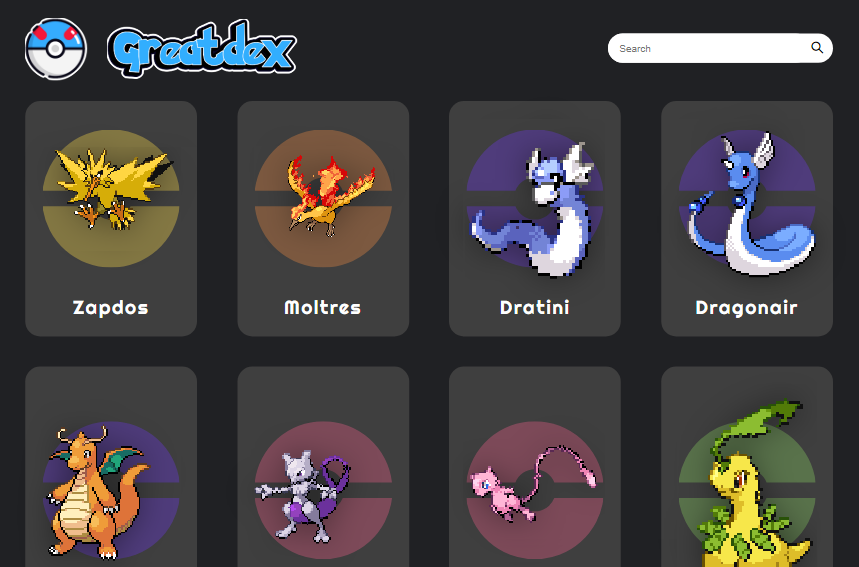 Greatdex
Search
Zapdos
Moltres
Dratini
Dragonair